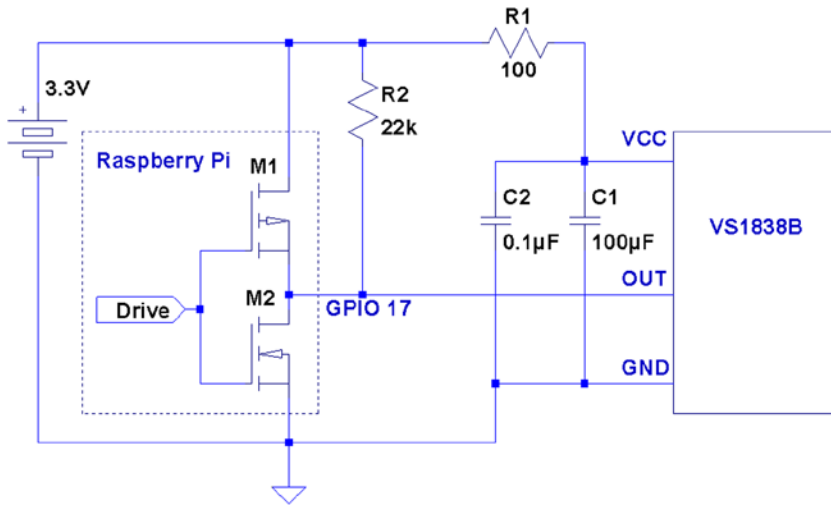 R1
100
3.3V
+
R2
22k
VCC
Raspberry Pi
M1
C2
0.1µF
C1
100µF
VS1838B
OUT
Drive
M2
GPIO 17
GND